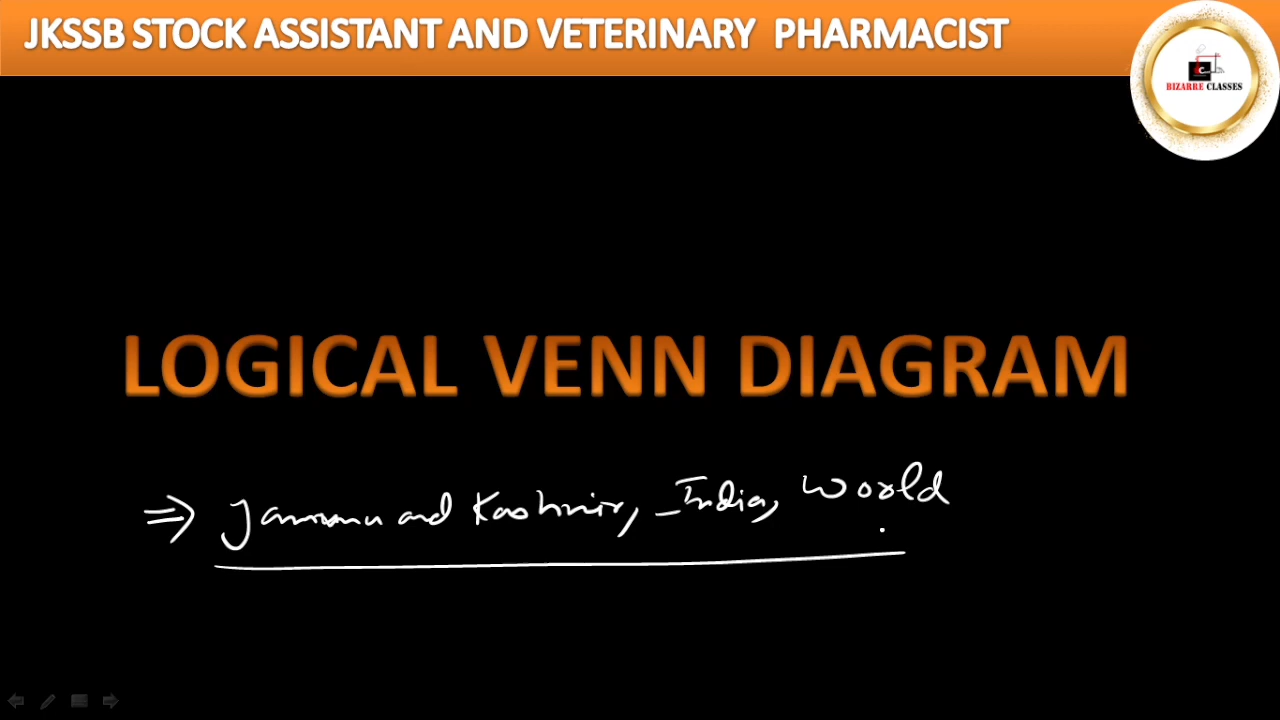 JKSSB STOCK ASSISTANT AND VETERINARY PHARMACIST
BIZARRE CLASSES
LOGICAL VENN DIAGRAM
⇒ Jammu and Kashmir, India, World